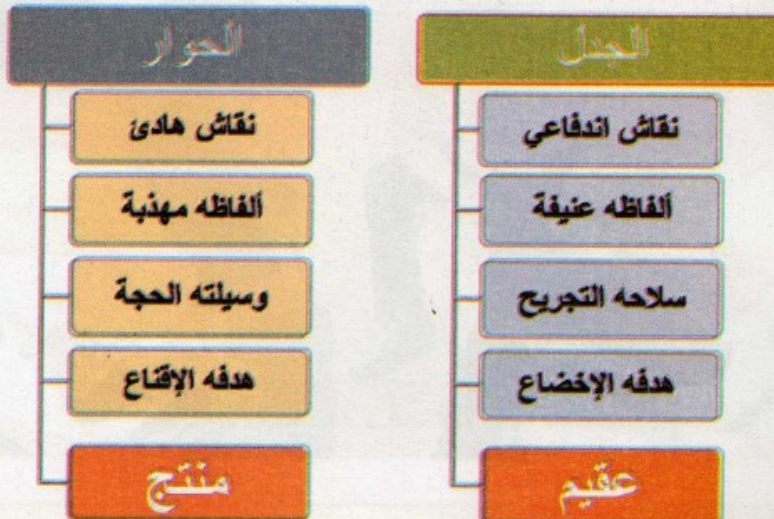 الجدل
نقاش اندفاعي
ألفاظه عنيفة
سلاحه التجريح
هدفه الإخضاع
عقيم
الحوار
نقاش هادئ
ألفاظه مهذبة
وسيلته الحجة
هدفه الإقناع
منتج